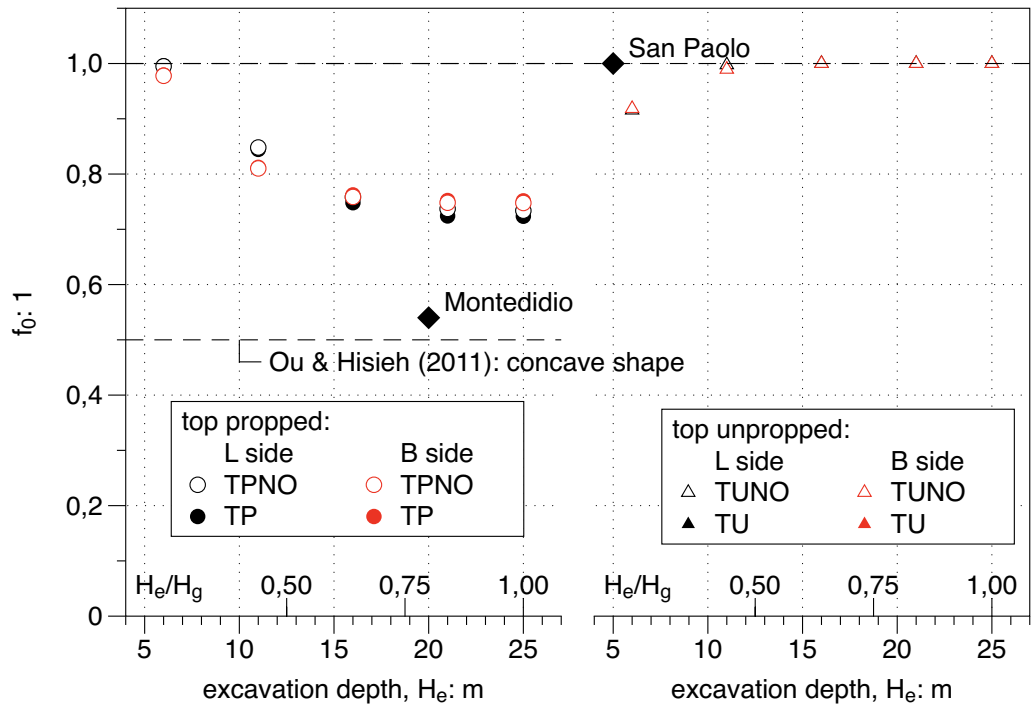 1,0
0,8
0,6
0,4
0,2
0
f0: 1
San Paolo
Montedidio
Ou & Hisieh (2011): concave shape
top propped:
L side B side
TPNO TPNO
TP TP
top unpropped:
L side B side
TUNO TUNO
TU TU
He/Hg 0,50 0,75 1,00
He/Hg 0,50 0,75 1,00
5 10 15 20 25
5 10 15 20 25
excavation depth, He: m
excavation depth, He: m